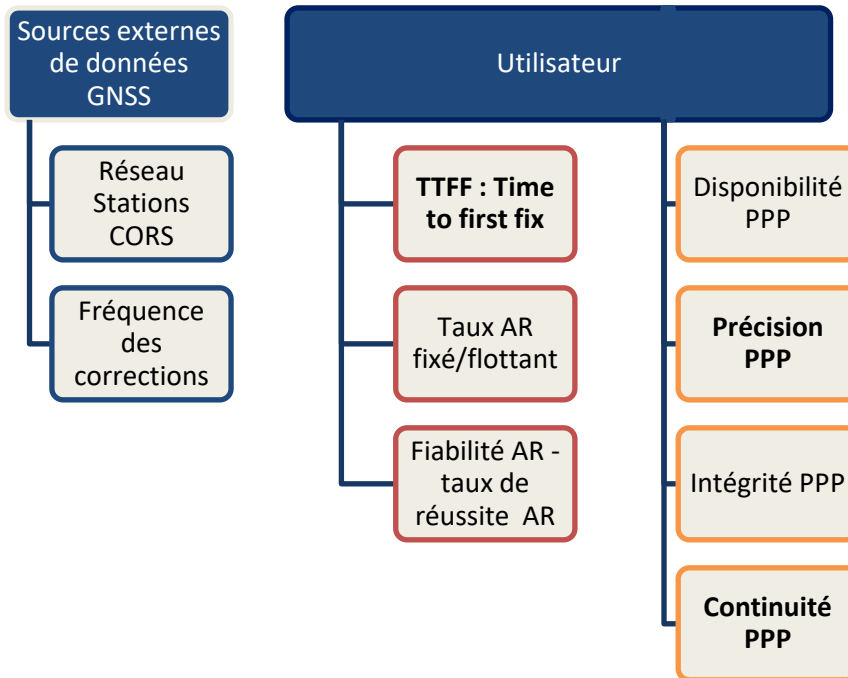 Sources externes
de données
GNSS
Réseau
Stations
CORS
Fréquence
des
corrections
Utilisateur
TTFF : Time
to first fix
Taux AR
fixé/flottant
Fiabilité AR -
taux de
réussite AR
Disponibilité
PPP
Précision
PPP
Intégrité PPP
Continuité
PPP